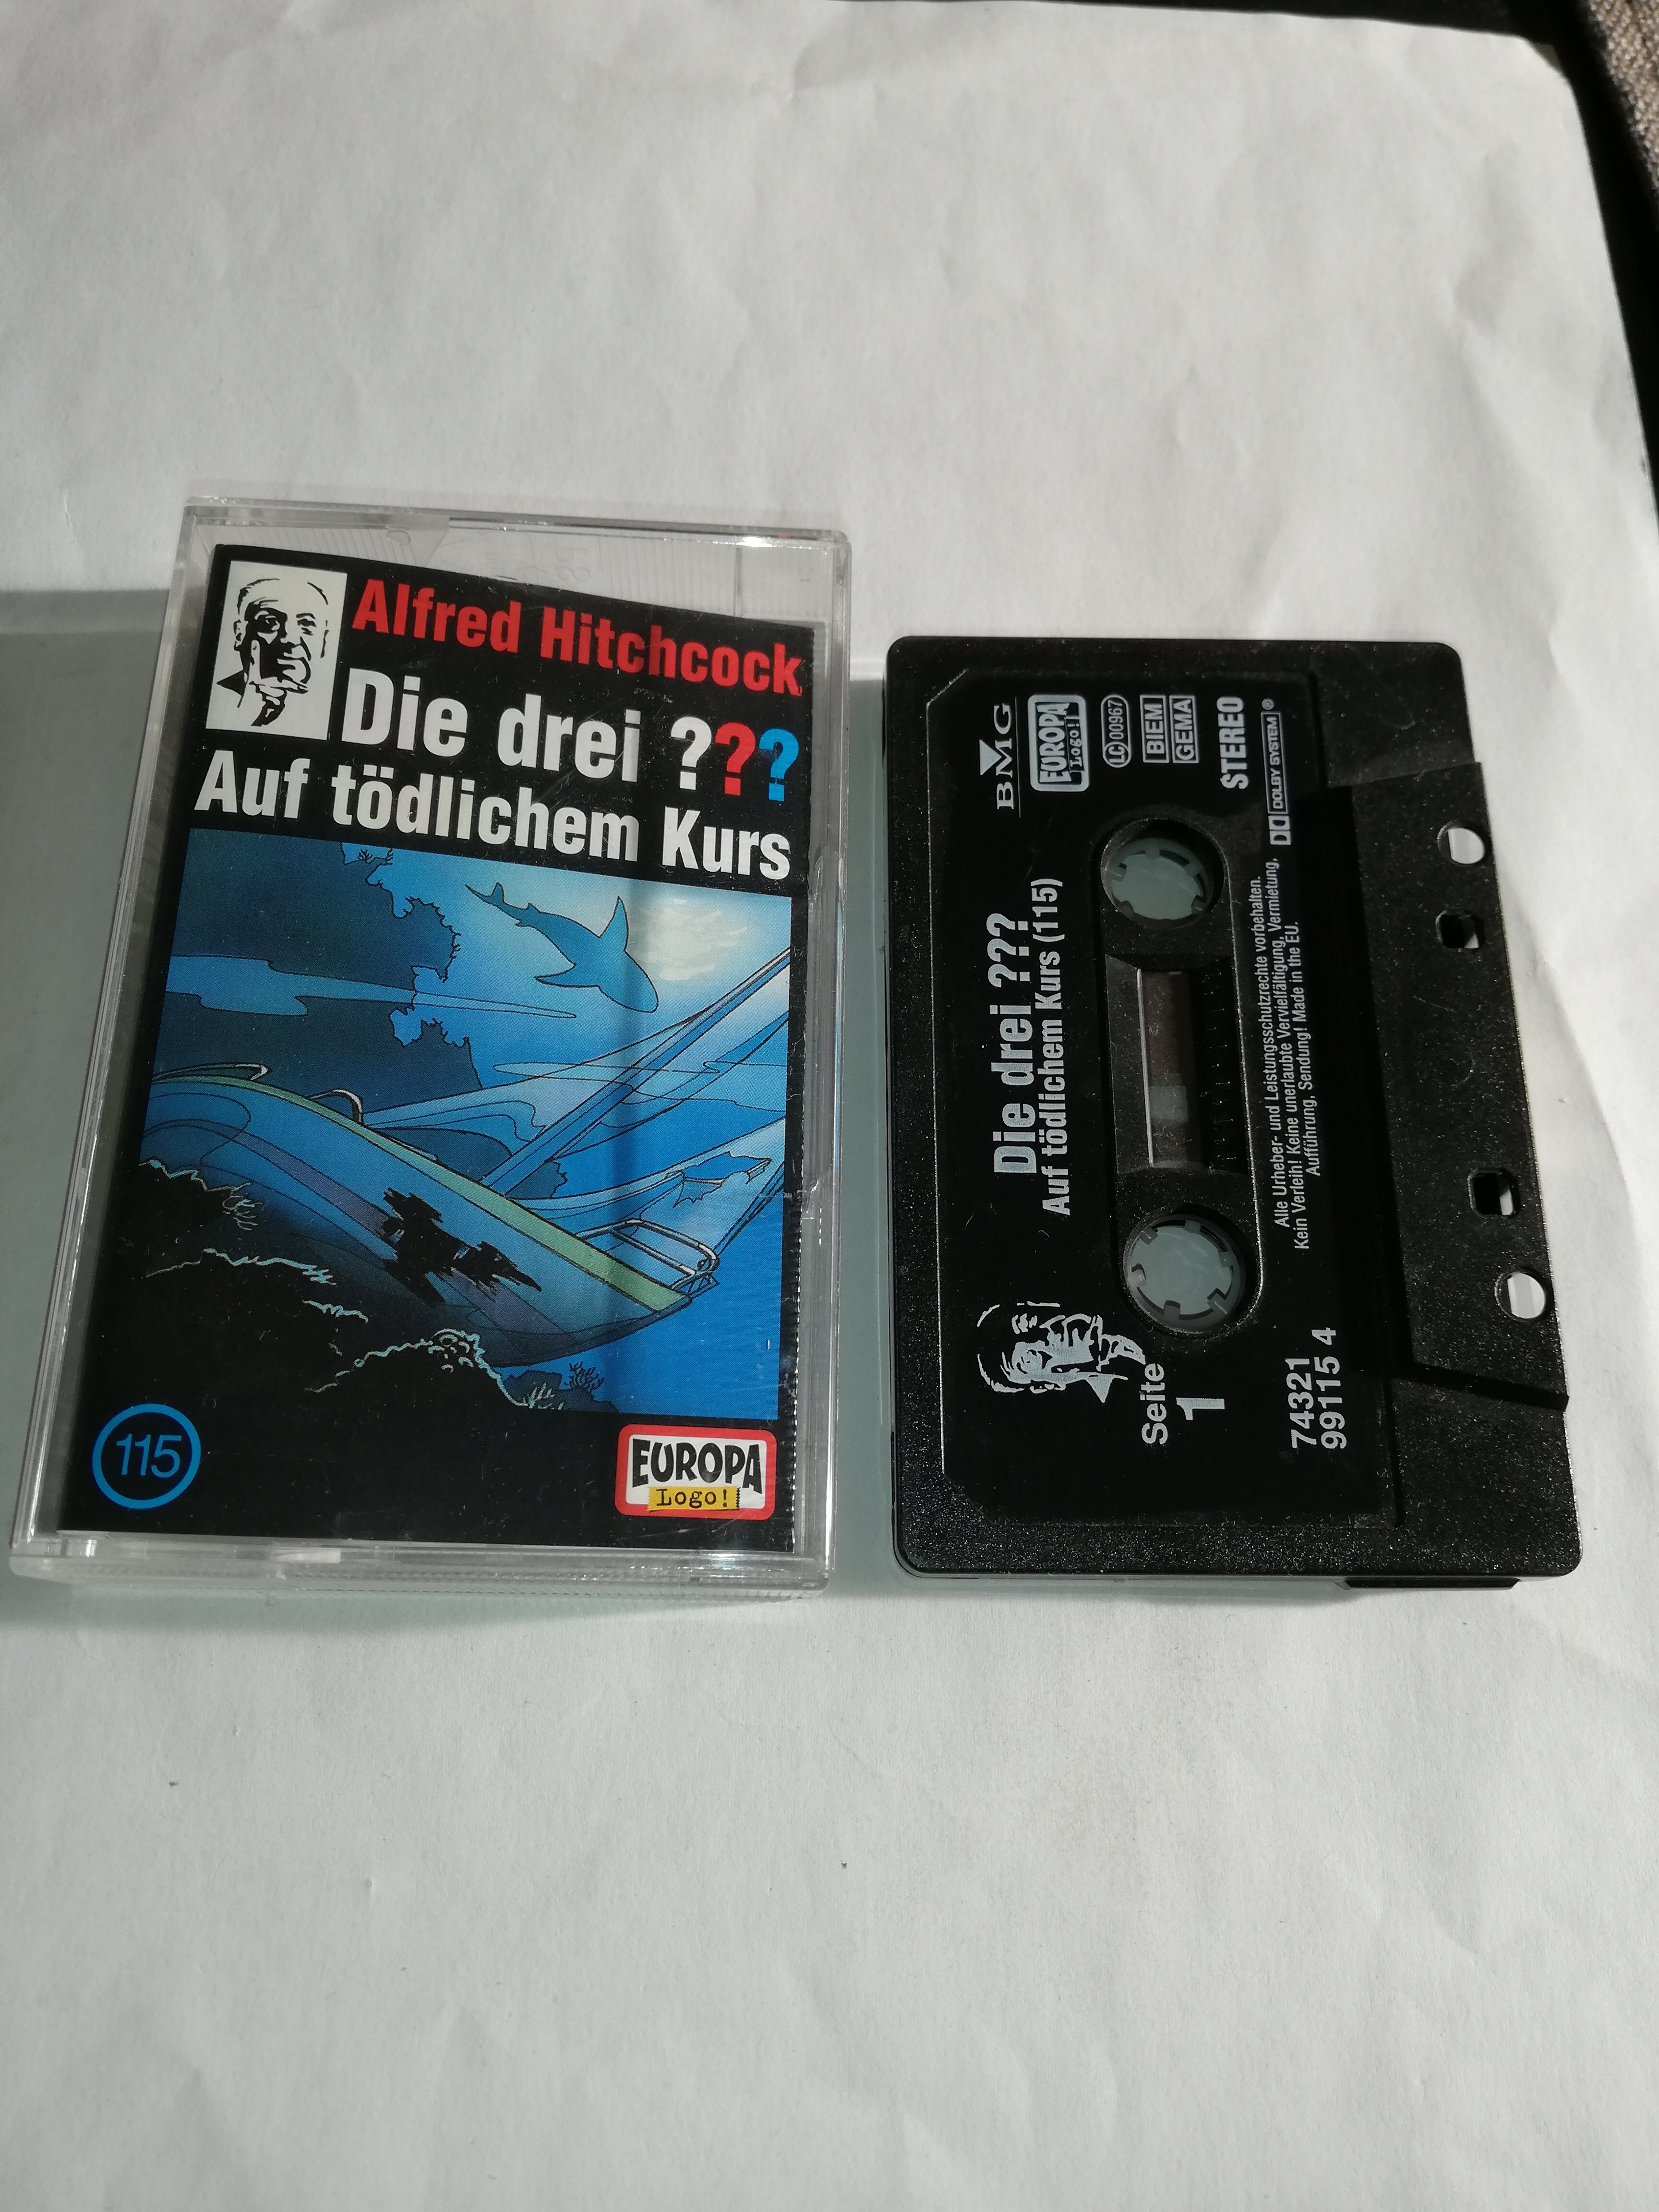 Alfred Hitchcock
Die drei ???
Auf tödlichem Kurs
115
EUROPA
Logo!
BMG
EUROPA
Logo!
LC 00967
BIEM
GEMA
STEREO
DOLBY SYSTEM®
Die drei ???
Auf tödlichem Kurs (115)
Alle Urheber- und Leistungsschutzrechte vorbehalten.
Kein Verleih! Keine unerlaubte Vervielfältigung, Vermietung,
Aufführung, Sendung! Made in the EU.
Seite
1
74321
99115 4